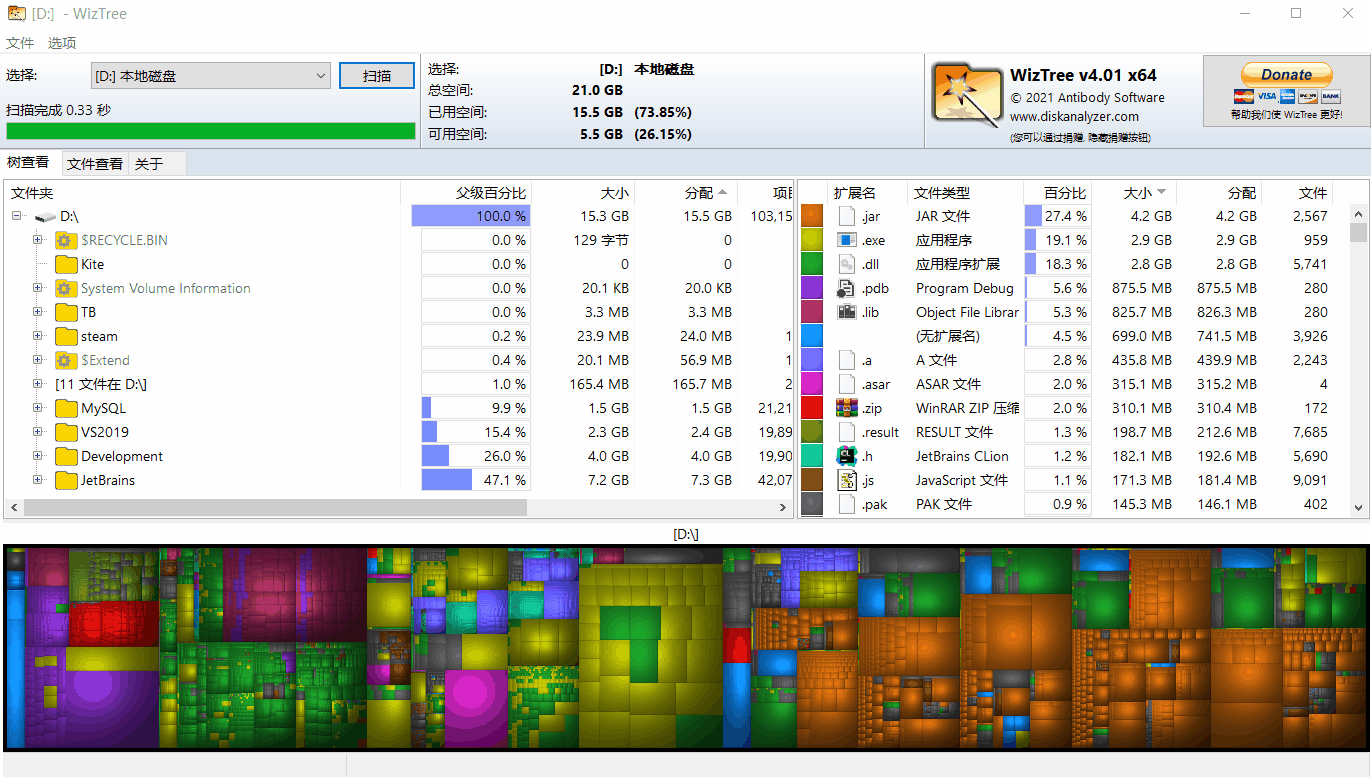 [D:] - WizTree
文件 选项
选择: [D:] 本地磁盘 扫描
扫描完成 0.33 秒
选择: [D:] 本地磁盘
总空间: 21.0 GB
已用空间: 15.5 GB (73.85%)
可用空间: 5.5 GB (26.15%)
WizTree v4.01 x64
© 2021 Antibody Software
www.diskanalyzer.com
(您可以通过捐赠, 隐藏捐赠按钮)
Donate
VISA BANK
帮助我们使 WizTree 更好!
树查看 文件查看 关于
文件夹 父级百分比 大小 分配 项目
D:\ 100.0 % 15.3 GB 15.5 GB 103,15
$RECYCLE.BIN 0.0 % 129 字节 0
Kite 0.0 % 0 0
System Volume Information 0.0 % 20.1 KB 20.0 KB
TB 0.0 % 3.3 MB 3.3 MB
steam 0.2 % 23.9 MB 24.0 MB 1
$Extend 0.4 % 20.1 MB 56.9 MB 1
[11 文件在 D:\] 1.0 % 165.4 MB 165.7 MB 2
MySQL 9.9 % 1.5 GB 1.5 GB 21,21
VS2019 15.4 % 2.3 GB 2.4 GB 19,89
Development 26.0 % 4.0 GB 4.0 GB 19,90
JetBrains 47.1 % 7.2 GB 7.3 GB 42,07
扩展名 文件类型 百分比 大小 分配 文件
.jar JAR 文件 27.4 % 4.2 GB 4.2 GB 2,567
.exe 应用程序 19.1 % 2.9 GB 2.9 GB 959
.dll 应用程序扩展 18.3 % 2.8 GB 2.8 GB 5,741
.pdb Program Debug 5.6 % 875.5 MB 875.5 MB 280
.lib Object File Librar 5.3 % 825.7 MB 826.3 MB 280
(无扩展名) 4.5 % 699.0 MB 741.5 MB 3,926
.a A 文件 2.8 % 435.8 MB 439.9 MB 2,243
.asar ASAR 文件 2.0 % 315.1 MB 315.2 MB 4
.zip WinRAR ZIP 压缩 2.0 % 310.1 MB 310.4 MB 172
.result RESULT 文件 1.3 % 198.7 MB 212.6 MB 7,685
.h JetBrains CLion 1.2 % 182.1 MB 192.6 MB 5,690
.js JavaScript 文件 1.1 % 171.3 MB 181.4 MB 9,091
.pak PAK 文件 0.9 % 145.3 MB 146.1 MB 402
[D:\]